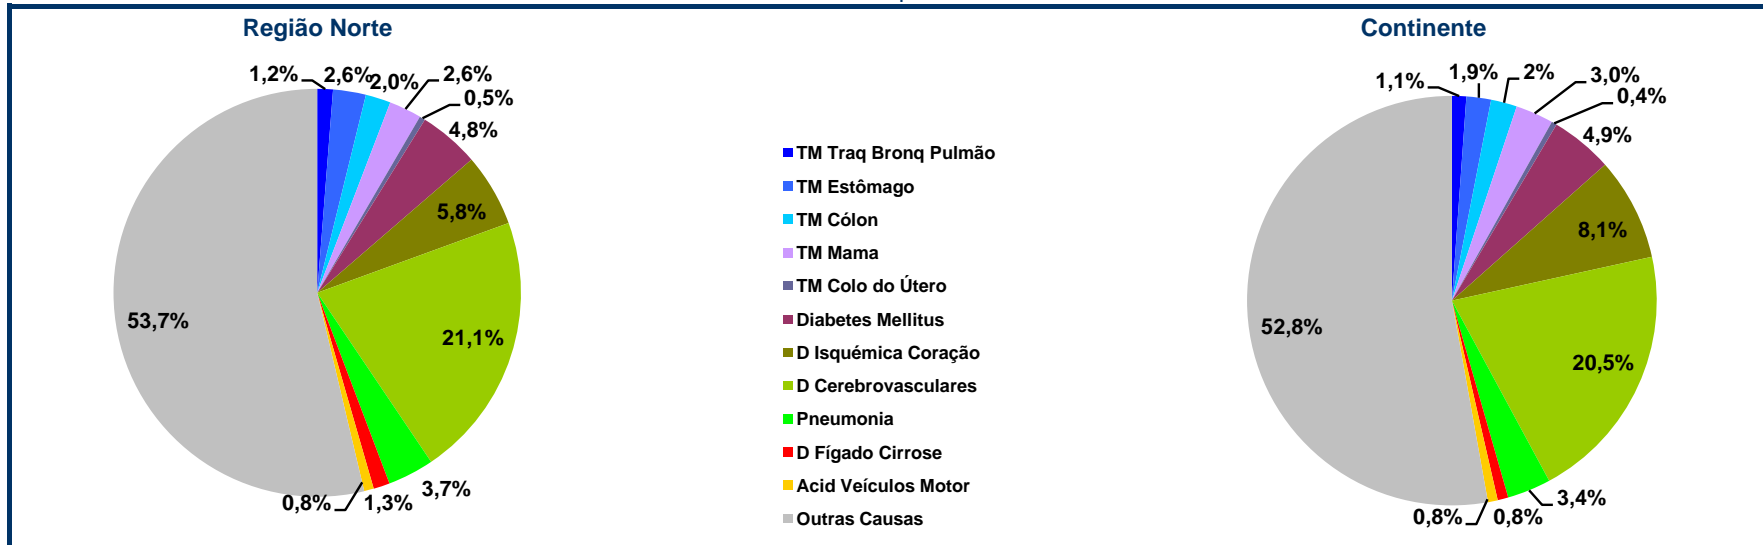 Região Norte
1,2%
2,6%
2,0%
2,6%
0,5%
4,8%
5,8%
21,1%
3,7%
1,3%
0,8%
53,7%
TM Traq Bronq Pulmão
TM Estômago
TM Cólon
TM Mama
TM Colo do Útero
Diabetes Mellitus
D Isquémica Coração
D Cerebrovasculares
Pneumonia
D Fígado Cirrose
Acid Veículos Motor
Outras Causas
Continente
1,1%
1,9%
2%
3,0%
0,4%
4,9%
8,1%
20,5%
3,4%
0,8%
0,8%
52,8%